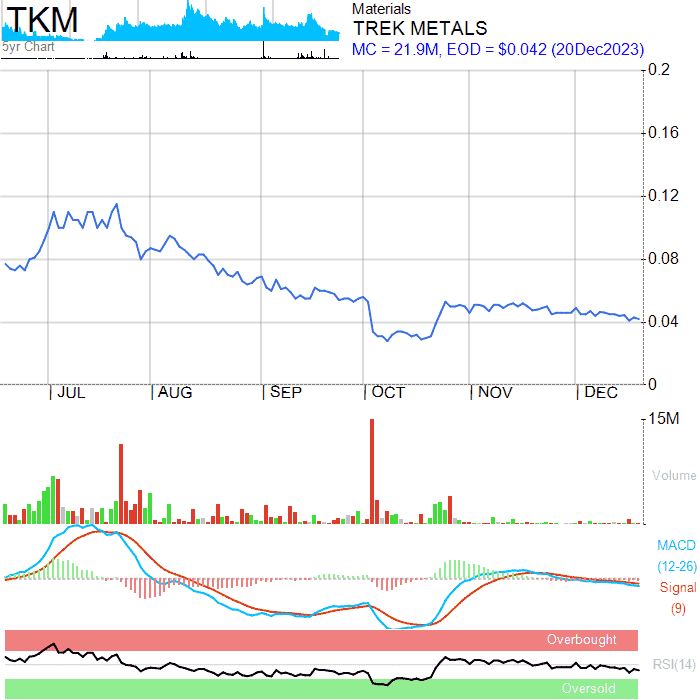 TKM
5yr Chart
Materials
TREK METALS
MC = 21.9M, EOD = $0.042 (20Dec2023)
0.2
0.16
0.12
0.08
0.04
0
JUL AUG SEP OCT NOV DEC
15M
Volume
MACD
(12-26)
Signal
(9)
Overbought
RSI(14)
Oversold